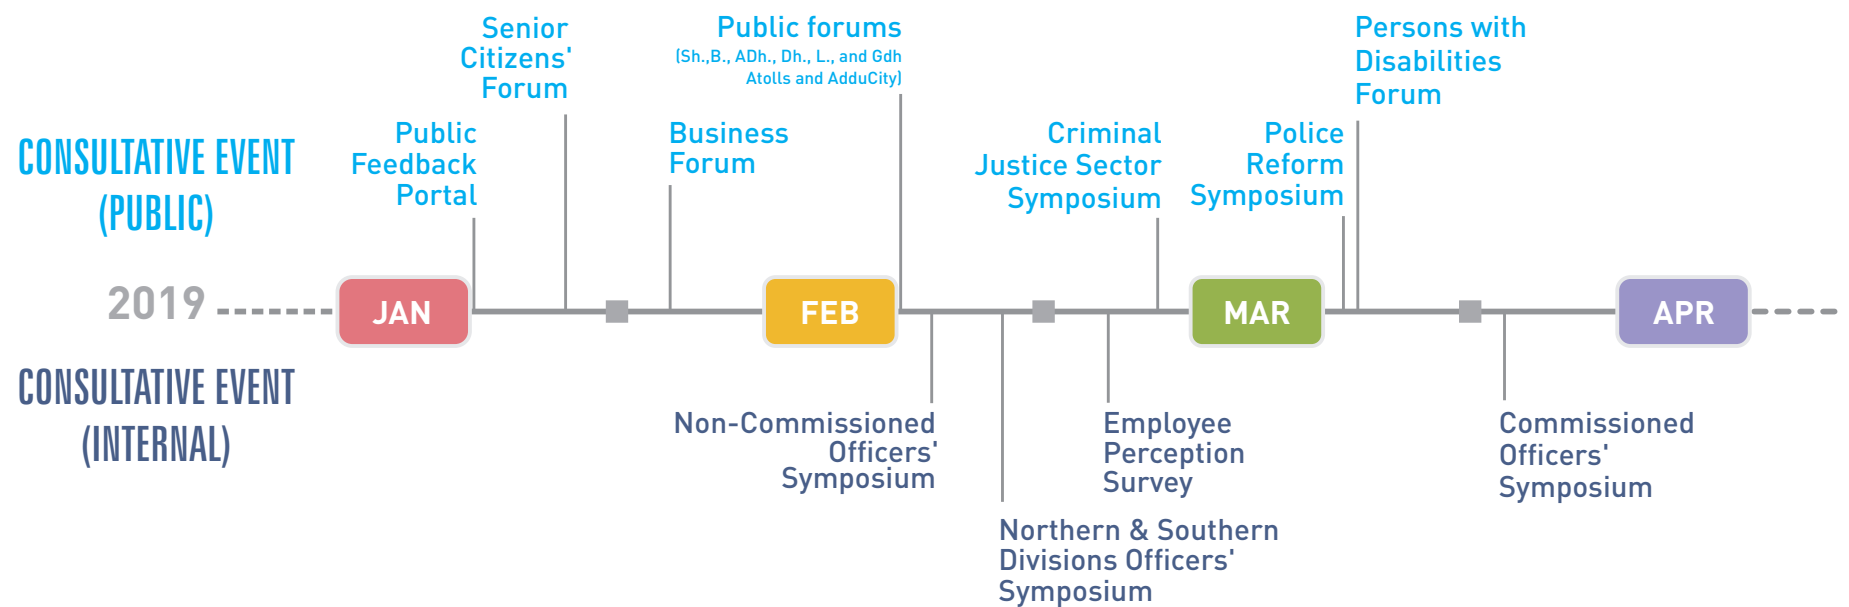 CONSULTATIVE EVENT
(PUBLIC)
Public
Feedback
Portal
Senior
Citizens'
Forum
Business
Forum
Public forums
(Sh.,B., ADh., Dh., L., and Gdh
Atolls and AdduCity)
Criminal
Justice Sector
Symposium
Police
Reform
Symposium
Persons with
Disabilities
Forum
2019
JAN
FEB
MAR
APR
CONSULTATIVE EVENT
(INTERNAL)
Non-Commissioned
Officers'
Symposium
Northern & Southern
Divisions Officers'
Symposium
Employee
Perception
Survey
Commissioned
Officers'
Symposium